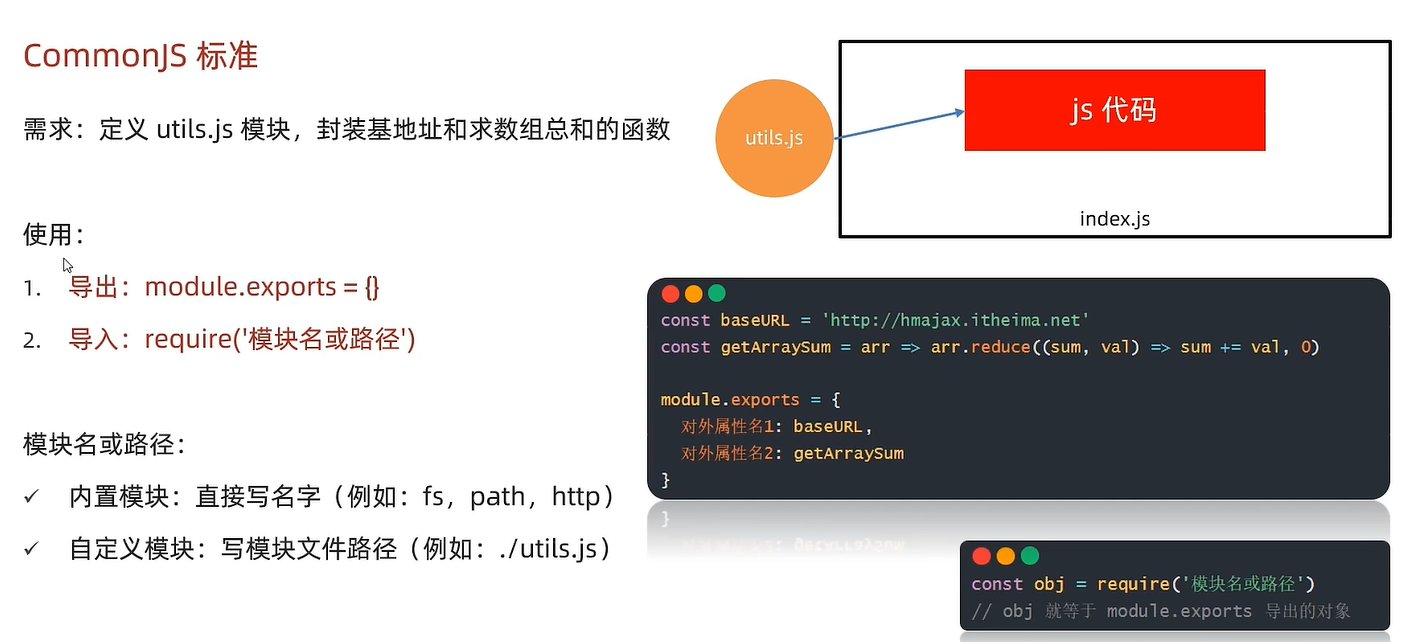 CommonJS 标准
需求：定义 utils.js 模块，封装基地址和求数组总和的函数
使用：
1. 导出：module.exports = {}
2. 导入：require('模块名或路径')
模块名或路径：
✓ 内置模块：直接写名字（例如：fs，path，http）
✓ 自定义模块：写模块文件路径（例如：./utils.js）
utils.js
js 代码
index.js
const baseURL = 'http://hmajax.itheima.net'
const getArraySum = arr => arr.reduce((sum, val) => sum += val, 0)
module.exports = {
对外属性名1: baseURL,
对外属性名2: getArraySum
}
const obj = require('模块名或路径')
// obj 就等于 module.exports 导出的对象